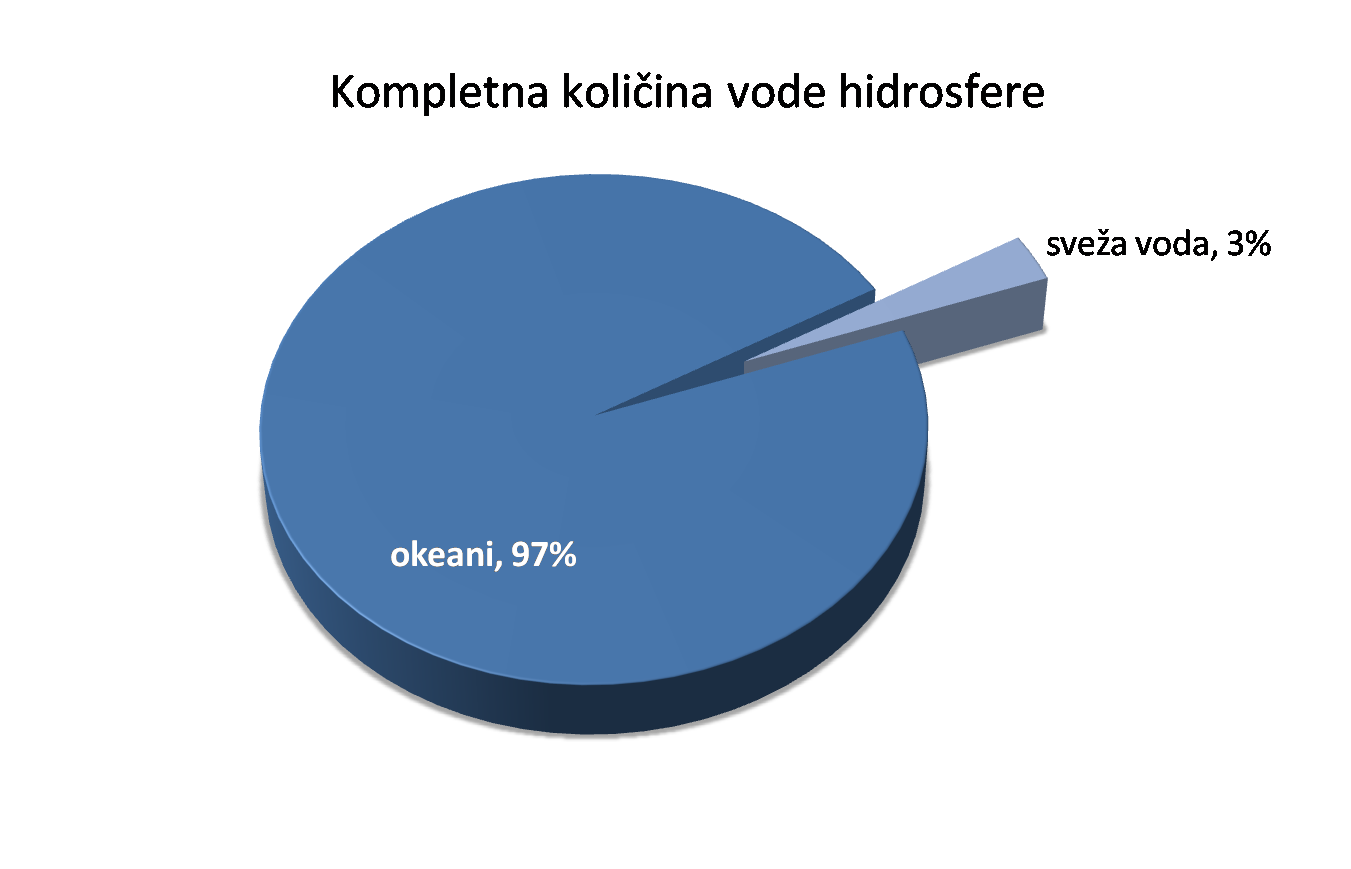 Kompletna količina vode hidrosfere
sveža voda, 3%
okeani, 97%